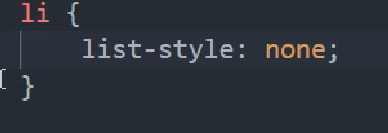 li {
    list-style: none;
}